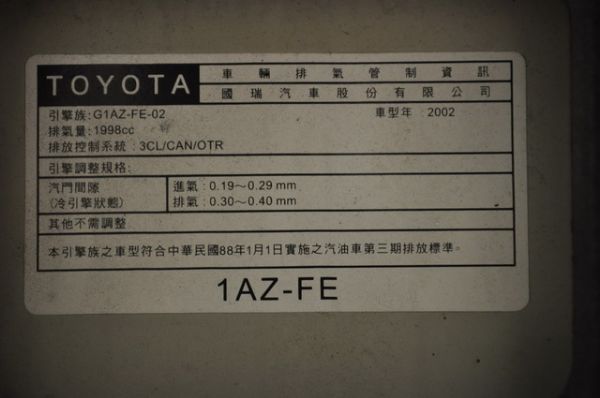 TOYOTA
車輛排氣管制資訊
國瑞汽車股份有限公司
引擎族：G1AZ-FE-02 車型年：2002
排氣量：1998cc
排放控制系統：3CL/CAN/OTR
引擎調整規格:
汽門間隙 進氣：0.19～0.29 mm
(冷引擎狀態) 排氣：0.30～0.40 mm
其他不需調整
本引擎族之車型符合中華民國88年1月1日實施之汽油車第三期排放標準。
1AZ-FE